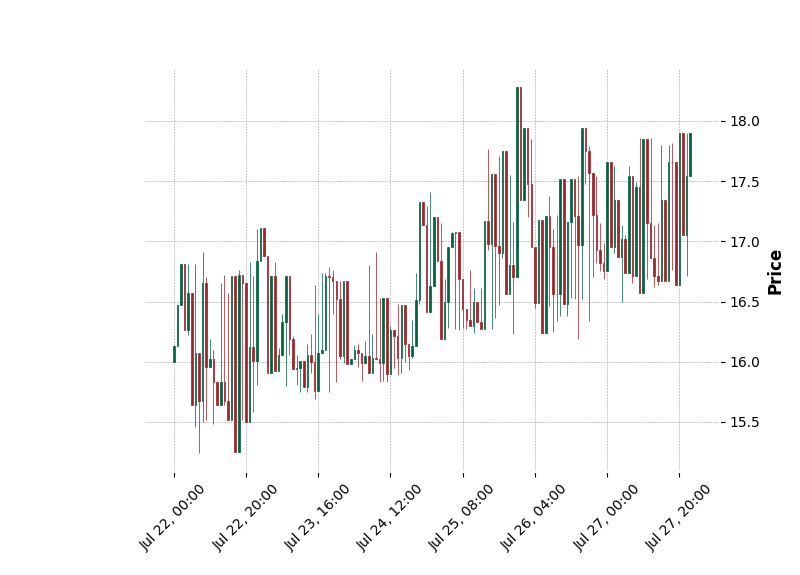 18.0
17.5
17.0
16.5
16.0
15.5
Price
Jul 22, 00:00
Jul 22, 20:00
Jul 23, 16:00
Jul 24, 12:00
Jul 25, 08:00
Jul 26, 04:00
Jul 27, 00:00
Jul 27, 20:00